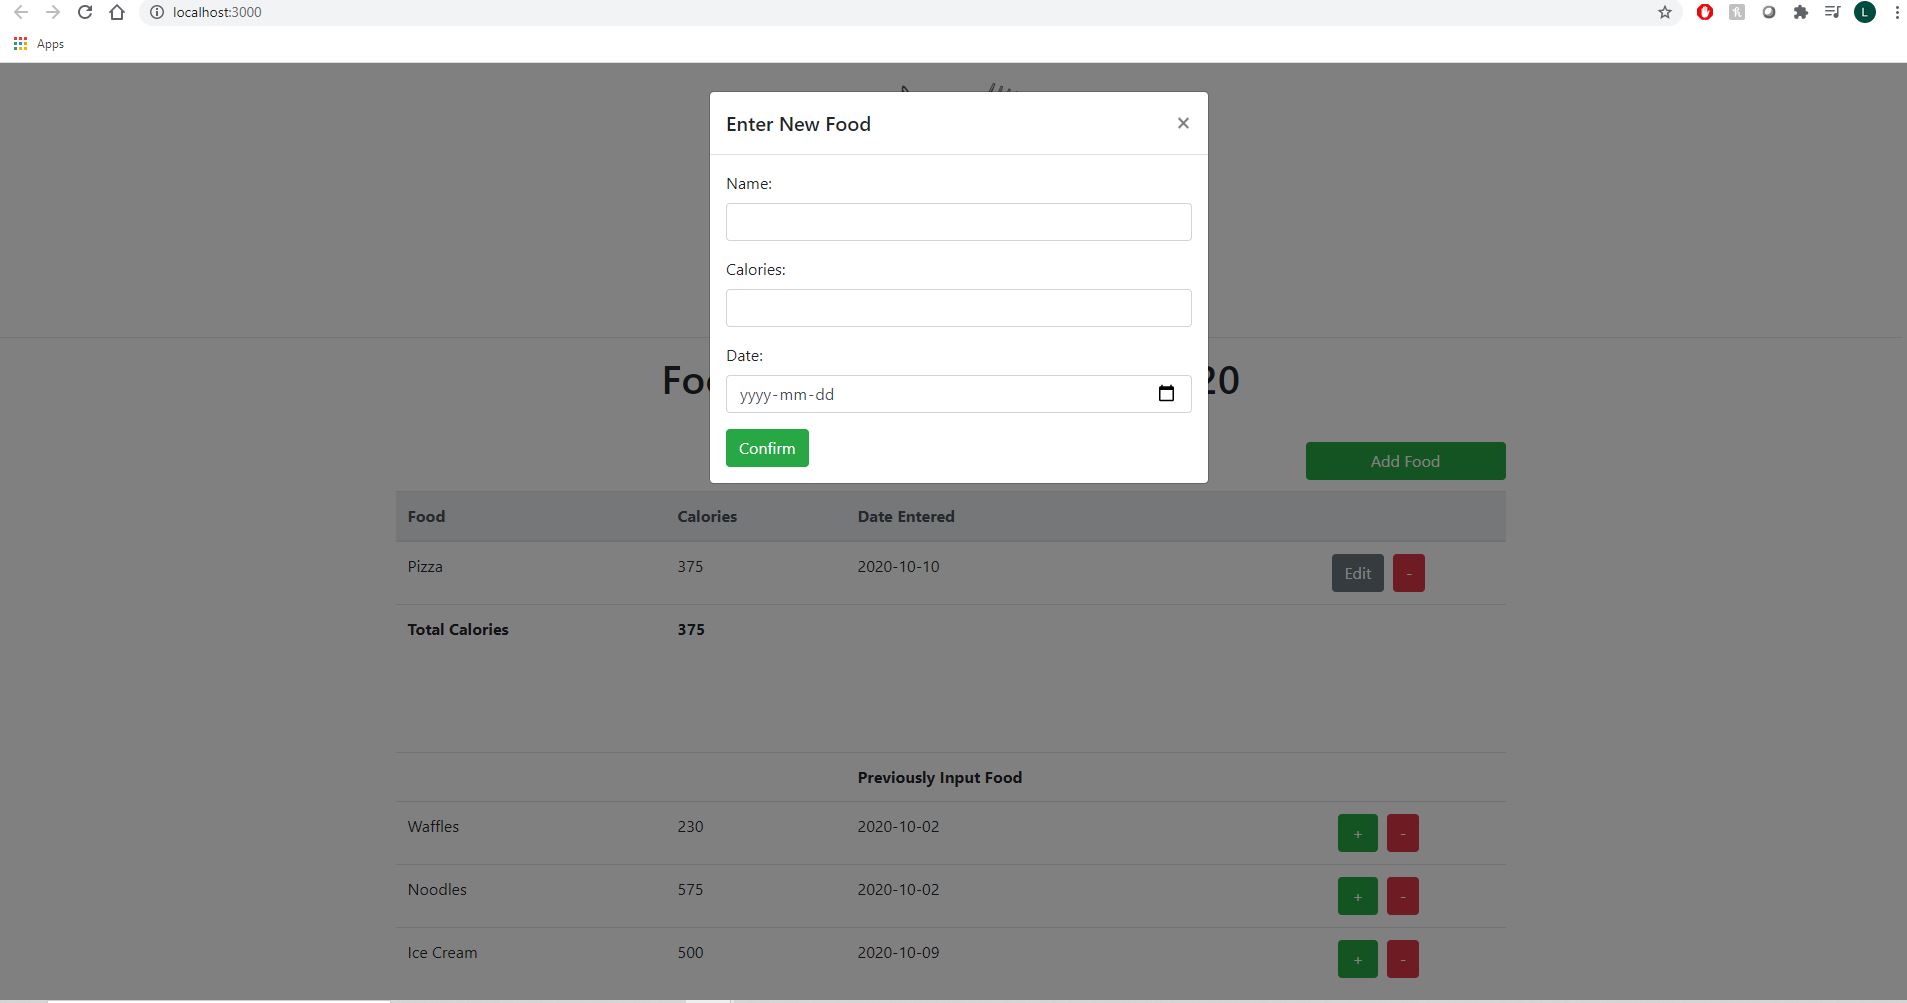 localhost:3000
L
Apps
Enter New Food ×
Name:
Calories:
Date:
yyyy-mm-dd
Confirm
20
Add Food
Food Calories Date Entered
Pizza 375 2020-10-10 Edit -
Total Calories 375
Previously Input Food
Waffles 230 2020-10-02 + -
Noodles 575 2020-10-02 + -
Ice Cream 500 2020-10-09 + -